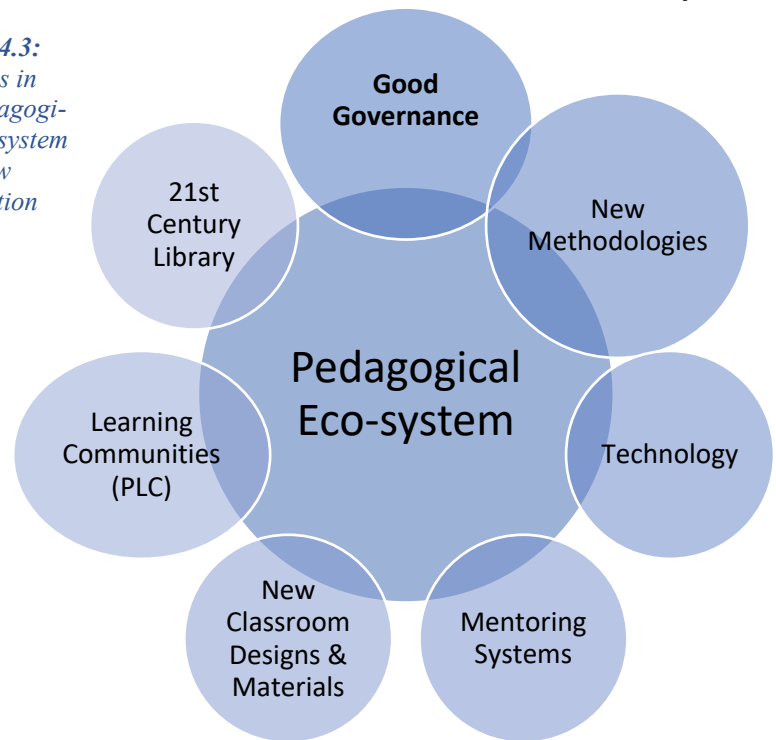 4.3:
s in
agogi-
system
w
tion
Good
Governance
New
Methodologies
Technology
Mentoring
Systems
New
Classroom
Designs &
Materials
Learning
Communities
(PLC)
21st
Century
Library
Pedagogical
Eco-system